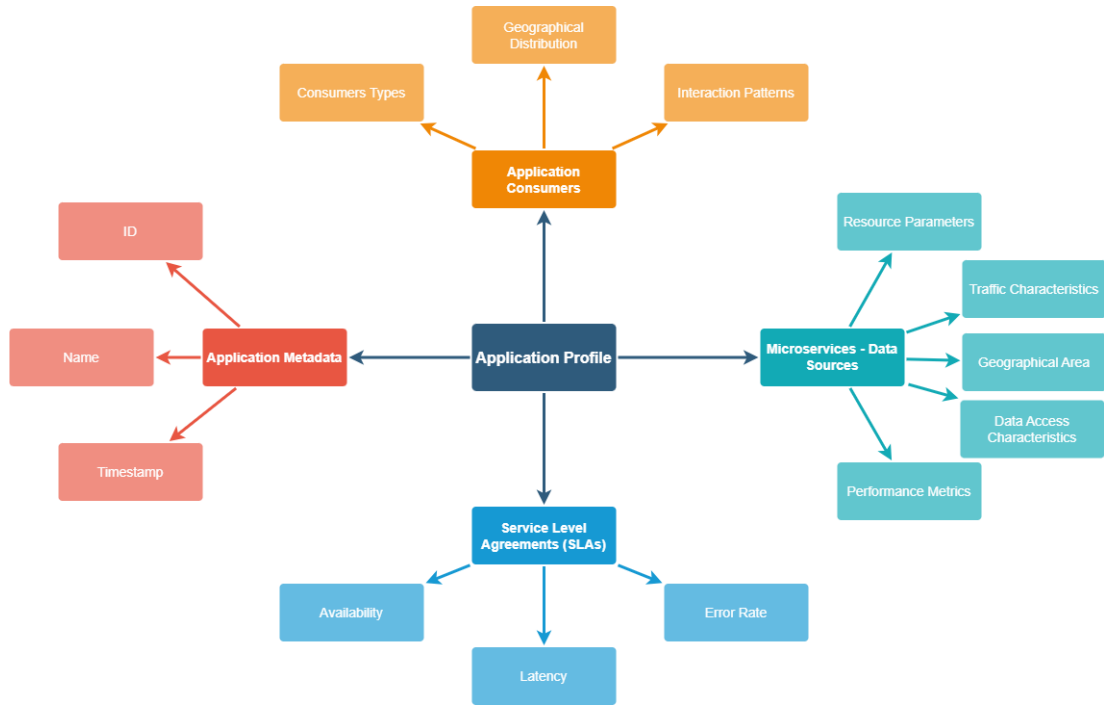 Geographical
Distribution
Consumers Types
Interaction Patterns
Application
Consumers
ID
Resource Parameters
Traffic Characteristics
Name
Application Metadata
Application Profile
Microservices - Data
Sources
Geographical Area
Data Access
Characteristics
Timestamp
Performance Metrics
Service Level
Agreements (SLAs)
Availability
Error Rate
Latency